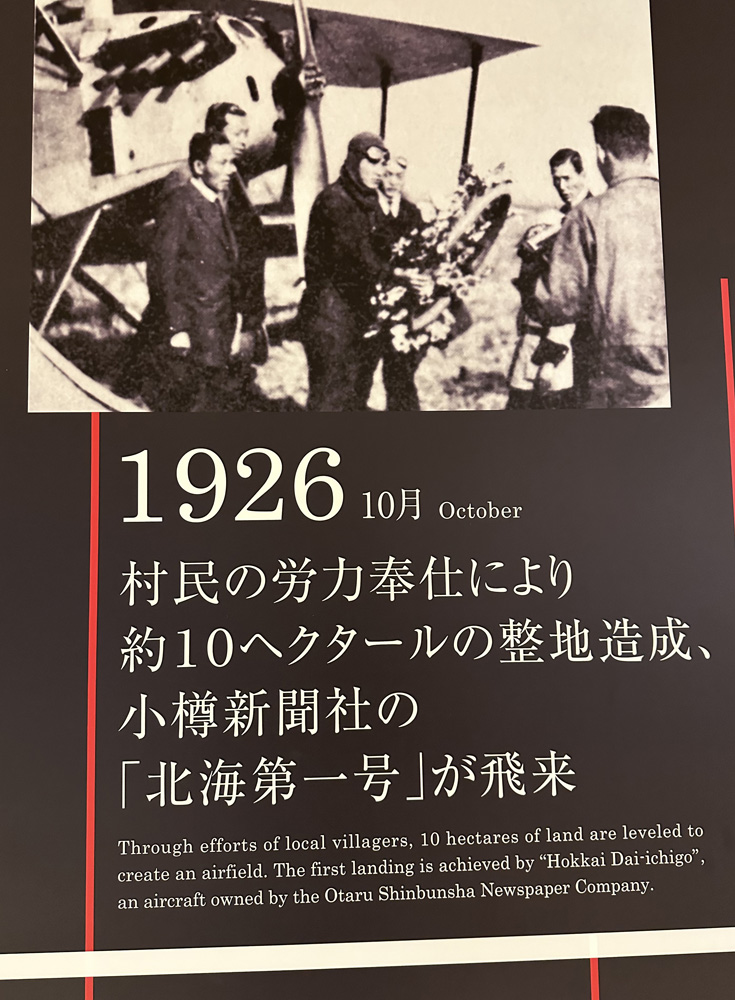 1926 10月 October
村民の労力奉仕により
約10ヘクタールの整地造成、
小樽新聞社の
「北海第一号」が飛来
Through efforts of local villagers, 10 hectares of land are leveled to
create an airfield. The first landing is achieved by “Hokkai Dai-ichigo”,
an aircraft owned by the Otaru Shinbunsha Newspaper Company.